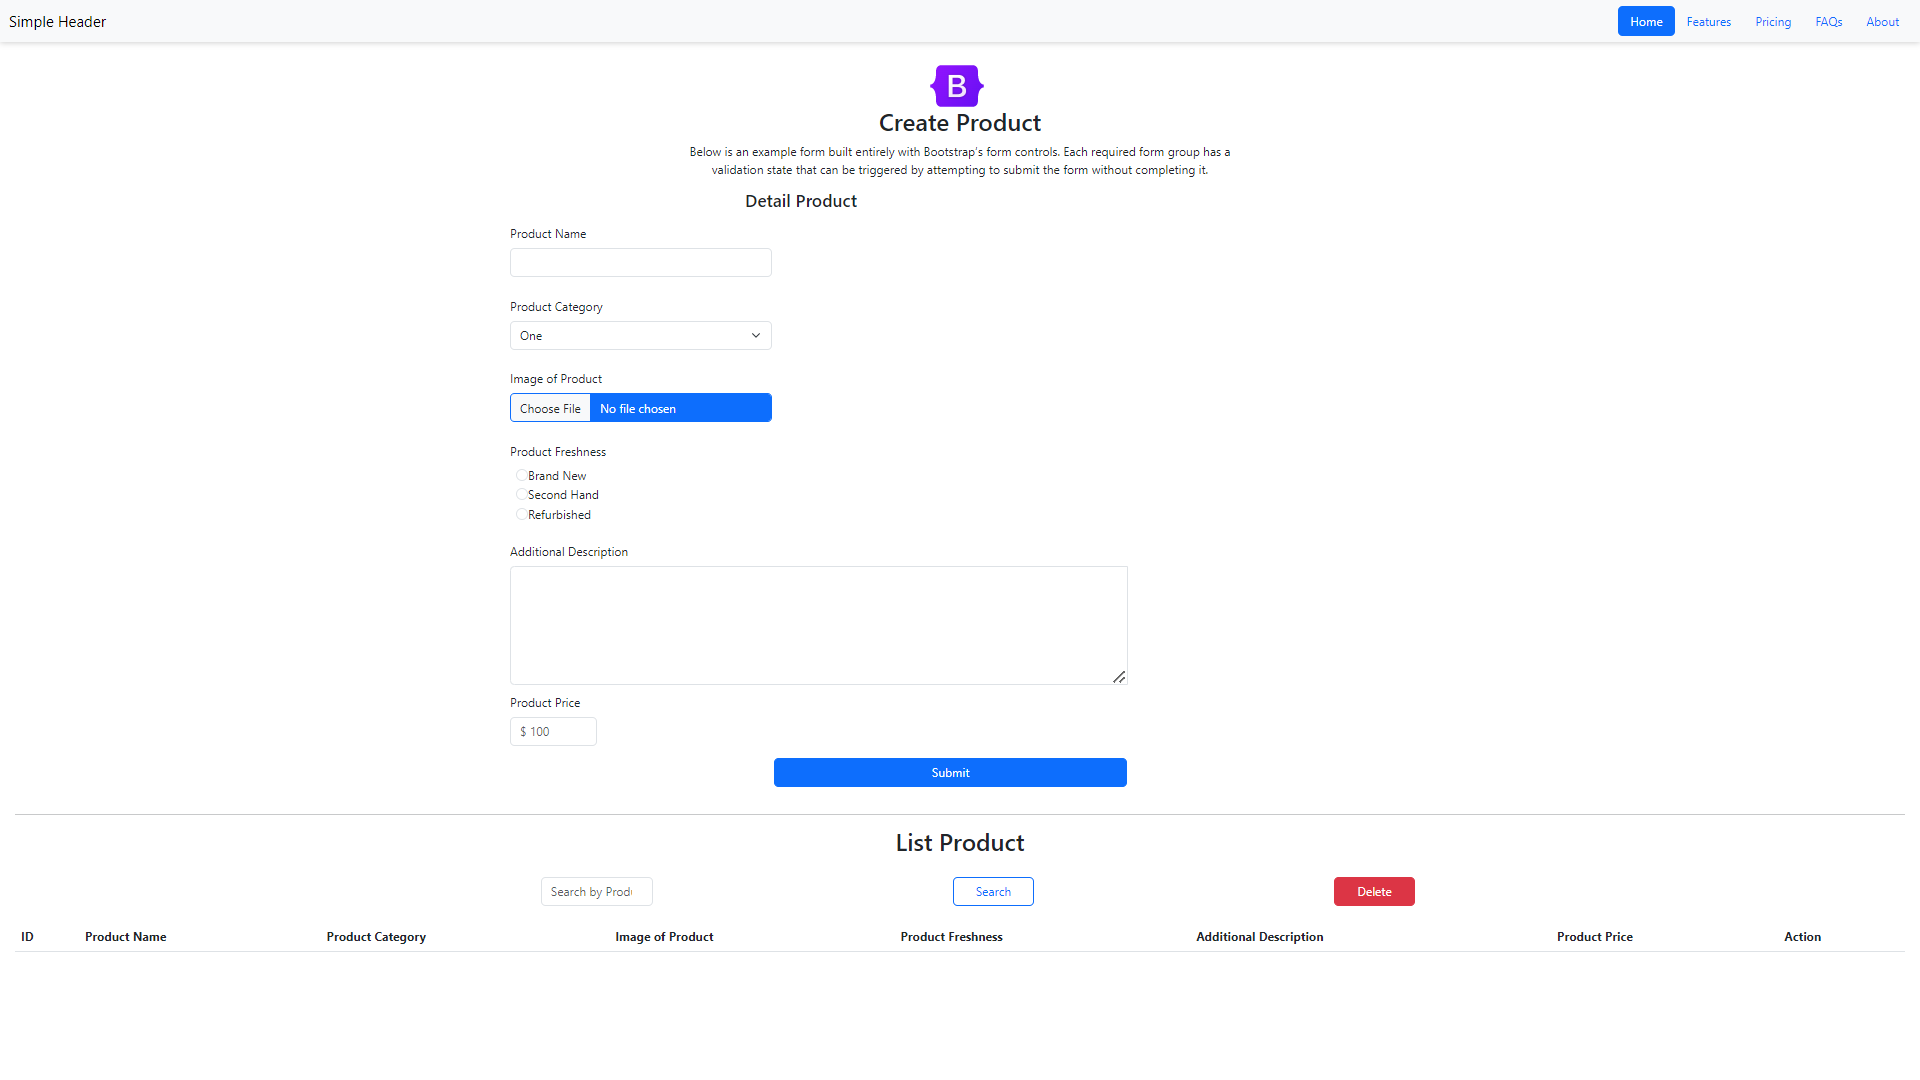 Simple Header
Home
Features
Pricing
FAQs
About
B
Create Product
Below is an example form built entirely with Bootstrap's form controls. Each required form group has a
validation state that can be triggered by attempting to submit the form without completing it.
Detail Product
Product Name
Product Category
One
Image of Product
Choose File
No file chosen
Product Freshness
Brand New
Second Hand
Refurbished
Additional Description
Product Price
$ 100
Submit
List Product
Search by Produ
Search
Delete
ID
Product Name
Product Category
Image of Product
Product Freshness
Additional Description
Product Price
Action